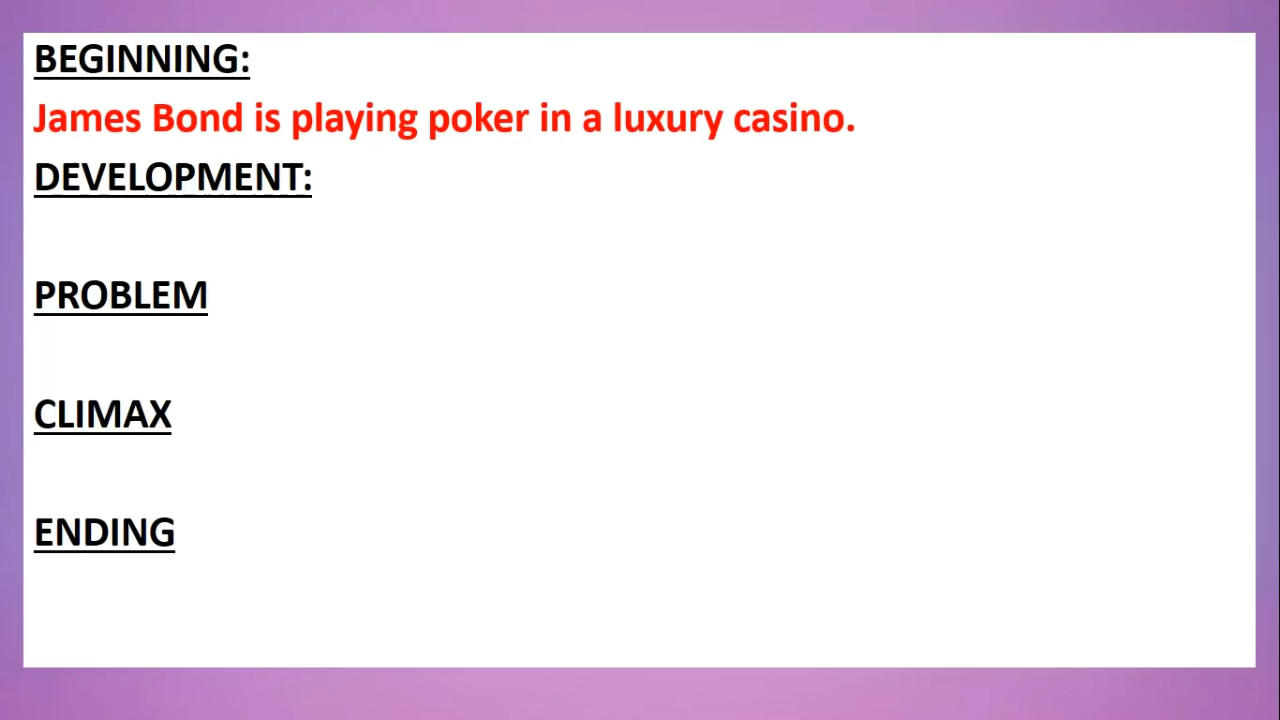 BEGINNING:
James Bond is playing poker in a luxury casino.
DEVELOPMENT:
PROBLEM
CLIMAX
ENDING